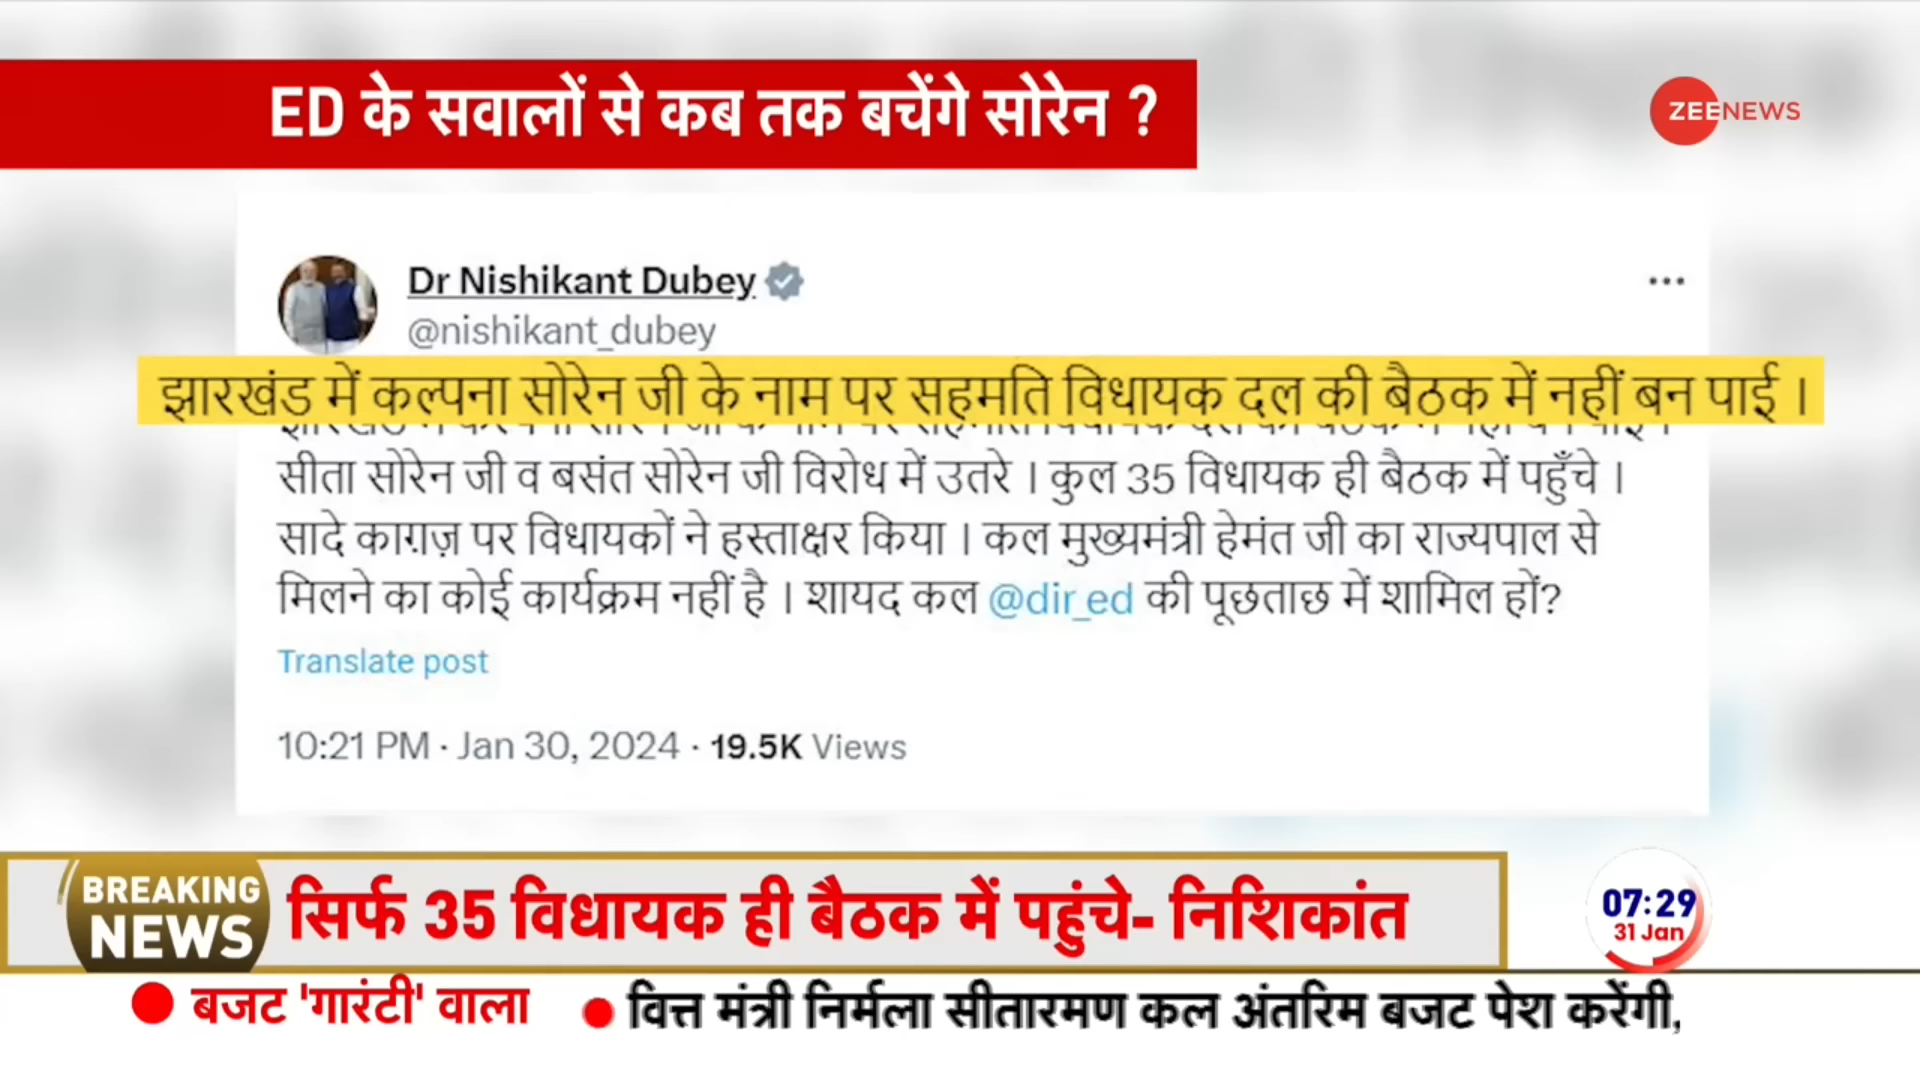 ED के सवालों से कब तक बचेंगे सोरेन ?
ZEENEWS
Dr Nishikant Dubey
@nishikant_dubey
झारखंड में कल्पना सोरेन जी के नाम पर सहमति विधायक दल की बैठक में नहीं बन पाई ।
सीता सोरेन जी व बसंत सोरेन जी विरोध में उतरे । कुल 35 विधायक ही बैठक में पहुँचे ।
सादे काग़ज़ पर विधायकों ने हस्ताक्षर किया । कल मुख्यमंत्री हेमंत जी का राज्यपाल से
मिलने का कोई कार्यक्रम नहीं है । शायद कल @dir_ed की पूछताछ में शामिल हों?
Translate post
10:21 PM · Jan 30, 2024 · 19.5K Views
BREAKING
NEWS
सिर्फ 35 विधायक ही बैठक में पहुंचे- निशिकांत
07:29
31 Jan
बजट 'गारंटी' वाला
वित्त मंत्री निर्मला सीतारमण कल अंतरिम बजट पेश करेंगी,